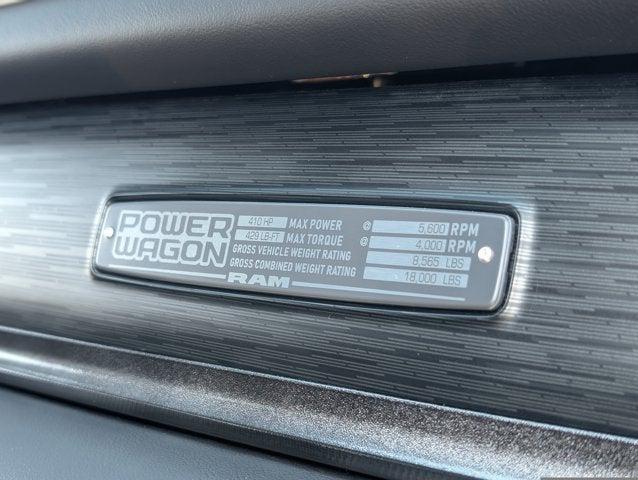 POWER WAGON
410 HP MAX POWER @ 5,600 RPM
429 LB-FT MAX TORQUE @ 4,000 RPM
GROSS VEHICLE WEIGHT RATING 8,565 LBS
GROSS COMBINED WEIGHT RATING 18,000 LBS
RAM